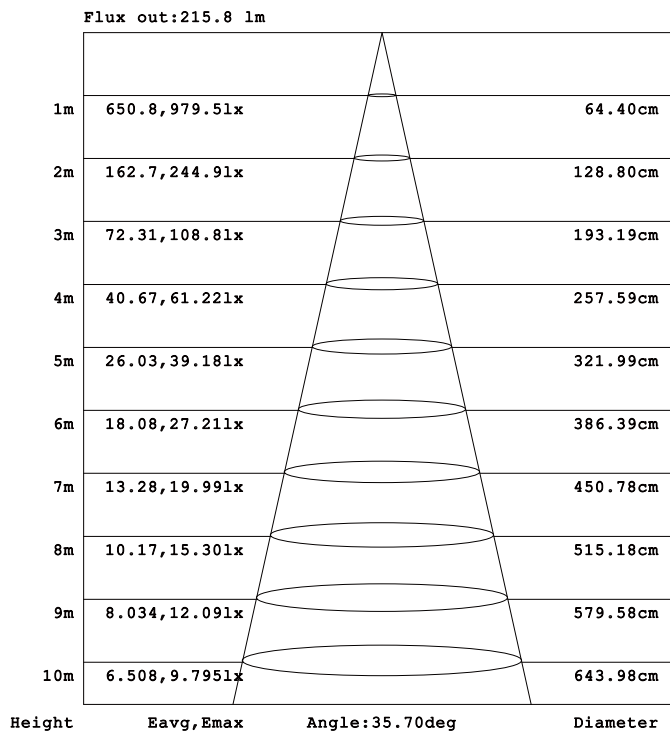 Flux out:215.8 lm
1m 650.8,979.5lx 64.40cm
2m 162.7,244.9lx 128.80cm
3m 72.31,108.8lx 193.19cm
4m 40.67,61.22lx 257.59cm
5m 26.03,39.18lx 321.99cm
6m 18.08,27.21lx 386.39cm
7m 13.28,19.99lx 450.78cm
8m 10.17,15.30lx 515.18cm
9m 8.034,12.09lx 579.58cm
10m 6.508,9.795lx 643.98cm
Height Eavg,Emax Angle:35.70deg Diameter